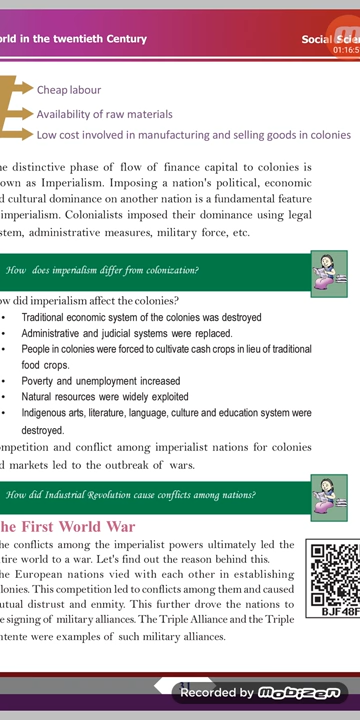 orld in the twentieth Century
Social Scien
01:16:5
Cheap labour
Availability of raw materials
Low cost involved in manufacturing and selling goods in colonies
he distinctive phase of flow of finance capital to colonies is
own as Imperialism. Imposing a nation's political, economic
d cultural dominance on another nation is a fundamental feature
imperialism. Colonialists imposed their dominance using legal
stem, administrative measures, military force, etc.
How does imperialism differ from colonization?
ow did imperialism affect the colonies?
• Traditional economic system of the colonies was destroyed
• Administrative and judicial systems were replaced.
• People in colonies were forced to cultivate cash crops in lieu of traditional
food crops.
• Poverty and unemployment increased
• Natural resources were widely exploited
• Indigenous arts, literature, language, culture and education system were
destroyed.
ompetition and conflict among imperialist nations for colonies
d markets led to the outbreak of wars.
How did Industrial Revolution cause conflicts among nations?
he First World War
he conflicts among the imperialist powers ultimately led the
tire world to a war. Let's find out the reason behind this.
he European nations vied with each other in establishing
lonies. This competition led to conflicts among them and caused
utual distrust and enmity. This further drove the nations to
e signing of military alliances. The Triple Alliance and the Triple
ntente were examples of such military alliances.
BJF48F
11
Recorded by mobizen